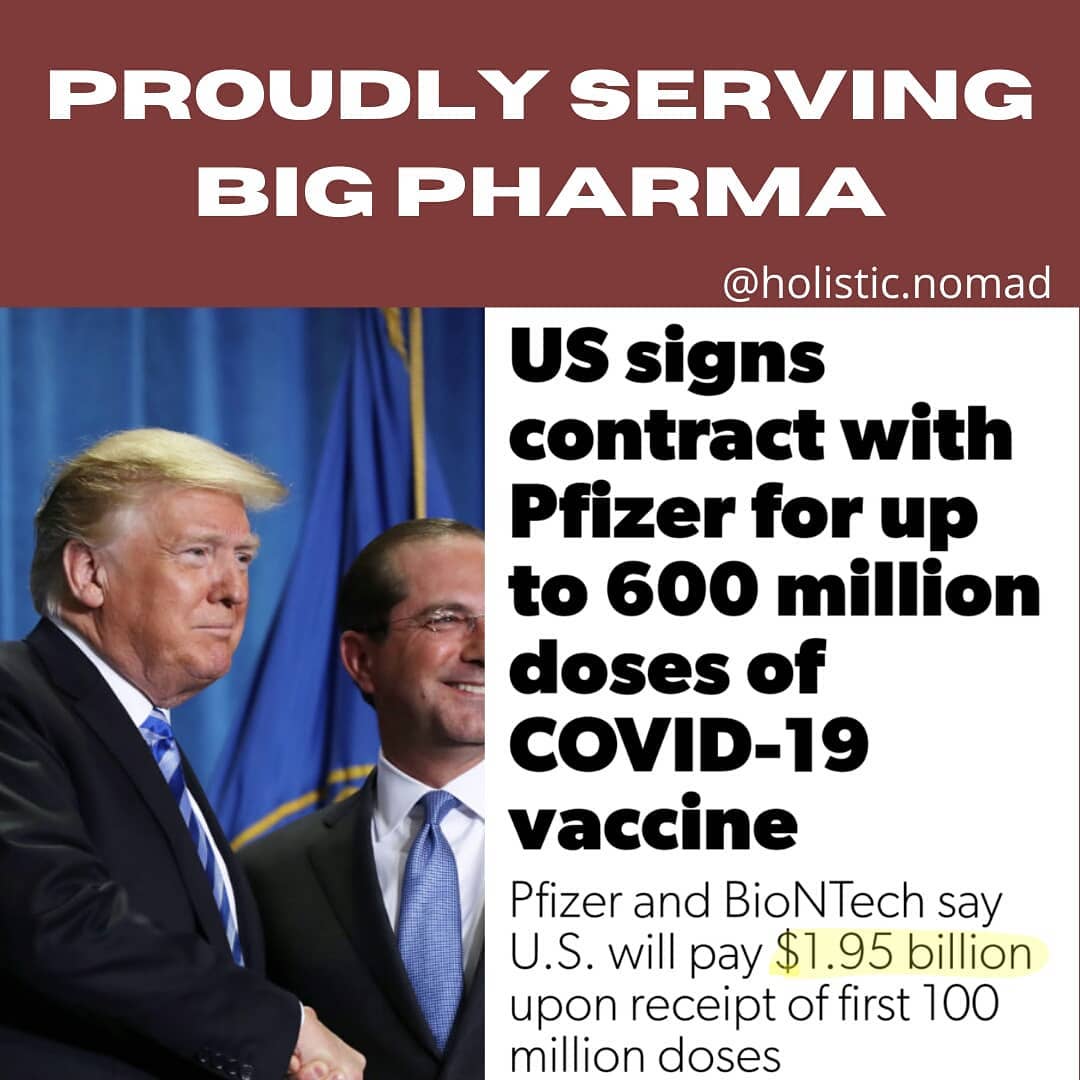 PROUDLY SERVING
BIG PHARMA
@holistic.nomad
US signs
contract with
Pfizer for up
to 600 million
doses of
COVID-19
vaccine
Pfizer and BioNTech say
U.S. will pay $1.95 billion
upon receipt of first 100
million doses